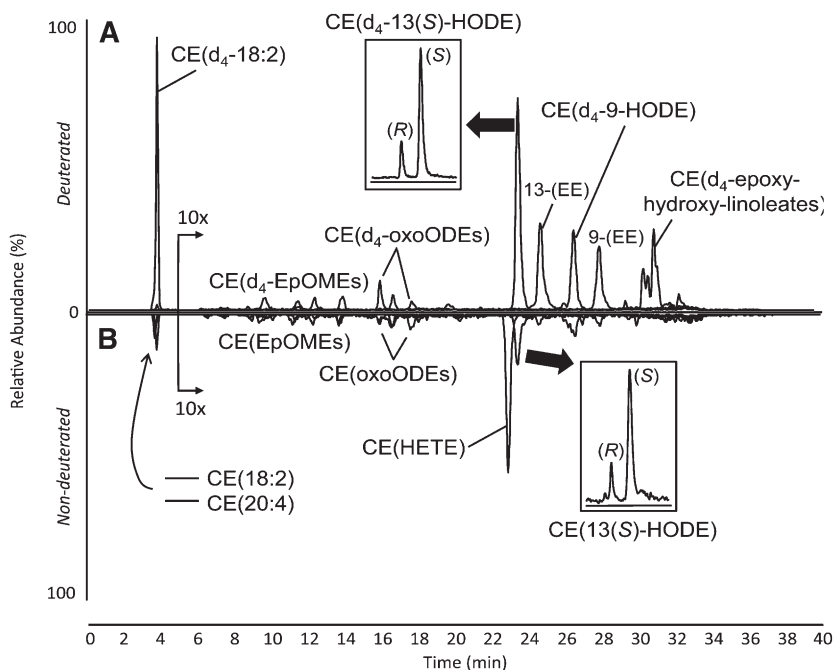 A
100
CE(d4-18:2)
CE(d4-13(S)-HODE)
(S)
(R)
CE(d4-9-HODE)
13-(EE)
9-(EE)
CE(d4-epoxy-
hydroxy-linoleates)
Deuterated
10x
CE(d4-oxoODEs)
CE(d4-EpOMEs)
Relative Abundance (%)
0
B
CE(EpOMEs)
CE(oxoODEs)
10x
CE(HETE)
(S)
(R)
CE(13(S)-HODE)
Non-deuterated
CE(18:2)
CE(20:4)
100
0 2 4 6 8 10 12 14 16 18 20 22 24 26 28 30 32 34 36 38 40
Time (min)